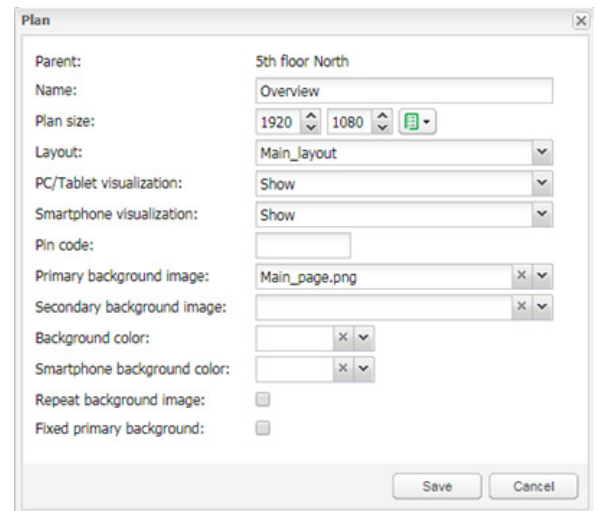 Plan
Parent: 5th floor North
Name: Overview
Plan size: 1920 1080
Layout: Main_layout
PC/Tablet visualization: Show
Smartphone visualization: Show
Pin code:
Primary background image: Main_page.png
Secondary background image:
Background color:
Smartphone background color:
Repeat background image:
Fixed primary background:
Save Cancel